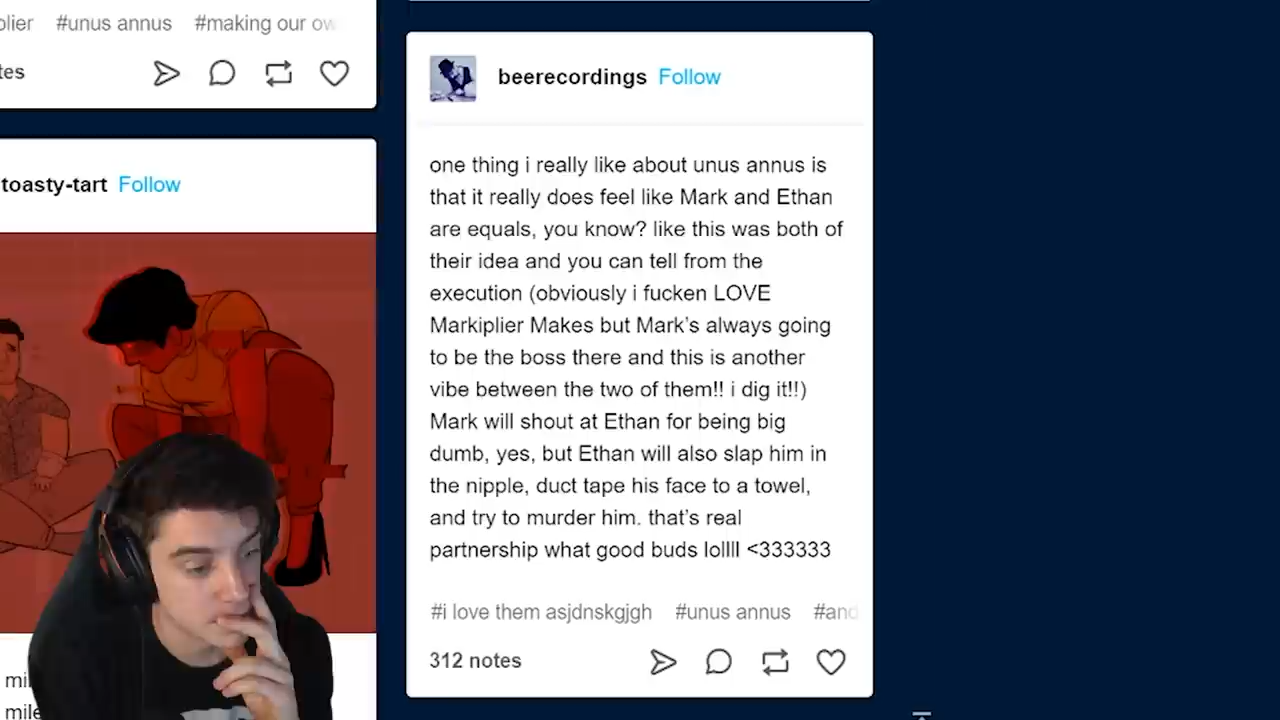 #unus annus #making our ow
beerecordings Follow
toasty-tart Follow
one thing i really like about unus annus is
that it really does feel like Mark and Ethan
are equals, you know? like this was both of
their idea and you can tell from the
execution (obviously i fucken LOVE
Markiplier Makes but Mark's always going
to be the boss there and this is another
vibe between the two of them!! i dig it!!)
Mark will shout at Ethan for being big
dumb, yes, but Ethan will also slap him in
the nipple, duct tape his face to a towel,
and try to murder him. that's real
partnership what good buds lollll <333333
#i love them asjdnskgjgh #unus annus #and
312 notes